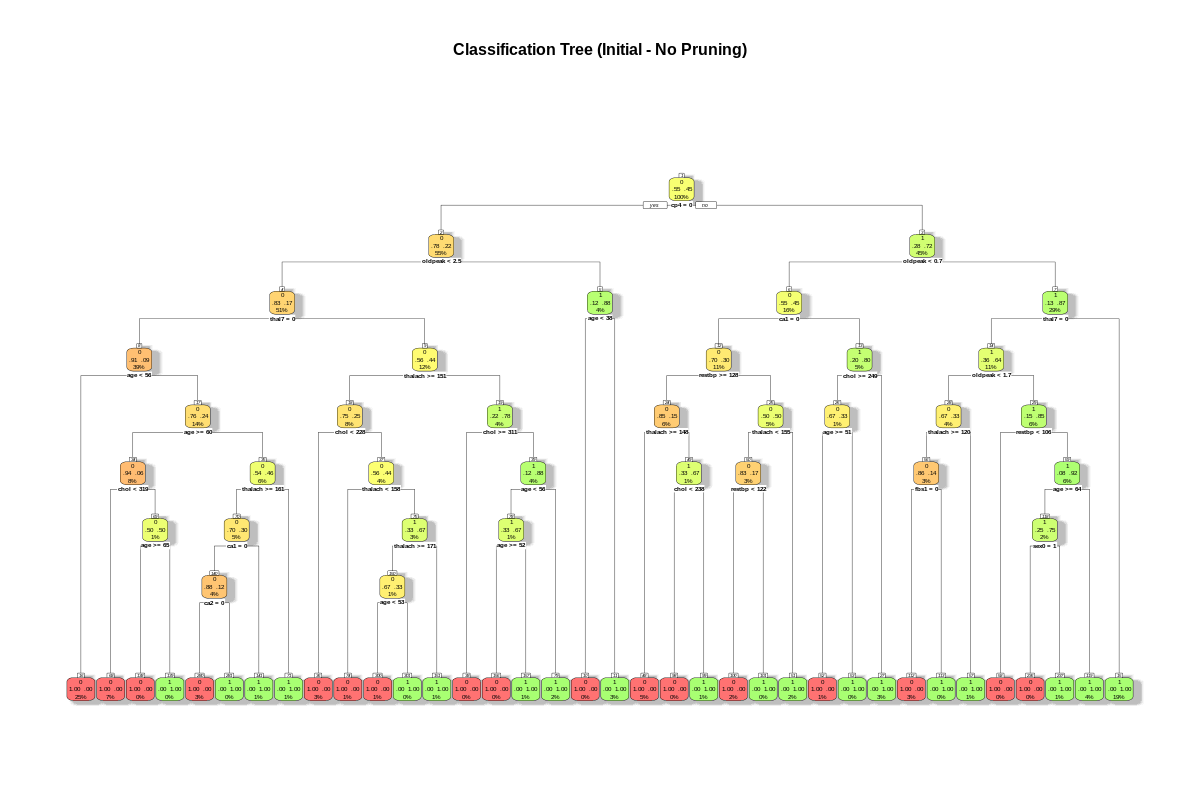 Classification Tree (Initial - No Pruning)
1
0
.55 .45
100%
yes cp4 = 0 no
2 3
0 1
.78 .22 .28 .72
55% 45%
oldpeak < 2.5 oldpeak < 0.7
4 5 6 7
0 1 0 1
.83 .17 .12 .88 .55 .45 .13 .87
51% 4% 16% 29%
thal7 = 0 age < 38 ca1 = 0 thal7 = 0
0 0 0 1 1
.91 .09 .56 .44 .70 .30 .20 .80 .36 .64
39% 12% 11% 5% 11%
age < 56 thalach >= 151 restbp >= 128 chol >= 249 oldpeak < 1.7
0 0 1 0 0 0 0 1
.76 .24 .75 .25 .22 .78 .85 .15 .50 .50 .67 .33 .67 .33 .15 .85
14% 8% 4% 6% 5% 1% 4% 6%
age >= 60 chol < 228 chol >= 311 thalach >= 148 thalach < 155 age >= 51 thalach >= 120 restbp < 106
0 0 0 1 1 0 0 1
.94 .06 .54 .46 .56 .44 .12 .88 .33 .67 .83 .17 .86 .14 .08 .92
8% 6% 4% 4% 1% 3% 3% 6%
chol < 319 thalach >= 161 thalach < 158 age < 56 chol < 238 restbp < 122 fbs1 = 0 age >= 64
0 0 1 1 1
.50 .50 .70 .30 .33 .67 .33 .67 .25 .75
1% 5% 3% 1% 2%
age >= 65 ca1 = 0 thalach >= 171 age >= 52 sex0 = 1
0 0
.88 .12 .67 .33
4% 1%
ca2 = 0 age < 53
0 0 0 1 0 1 1 1 0 0 0 1 1 0 0 1 1 0 1 0 0 1 0 1 1 0 1 1 0 1 1 0 0 1 1 1
1.00 .00 1.00 .00 1.00 .00 .00 1.00 1.00 .00 .00 1.00 .00 1.00 .00 1.00 1.00 .00 1.00 .00 1.00 .00 .00 1.00 .00 1.00 1.00 .00 1.00 .00 .00 1.00 .00 1.00 1.00 .00 .00 1.00 1.00 .00 1.00 .00 .00 1.00 1.00 .00 .00 1.00 .00 1.00 1.00 .00 .00 1.00 .00 1.00 1.00 .00 .00 1.00 .00 1.00 1.00 .00 1.00 .00 .00 1.00 .00 1.00 .00 1.00
25% 7% 0% 0% 3% 0% 1% 1% 3% 1% 1% 0% 1% 0% 0% 1% 2% 0% 3% 5% 0% 1% 2% 0% 2% 1% 0% 3% 3% 0% 1% 0% 0% 1% 4% 19%